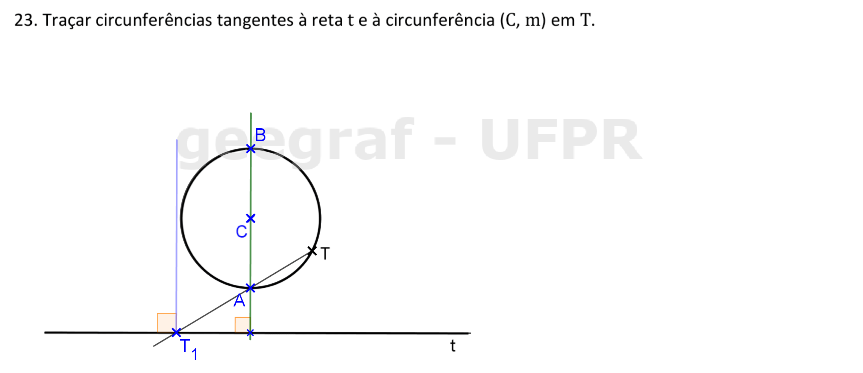 23. Traçar circunferências tangentes à reta t e à circunferência (C, m) em T.
geegraf - UFPR
B
C
T
A
T1
t